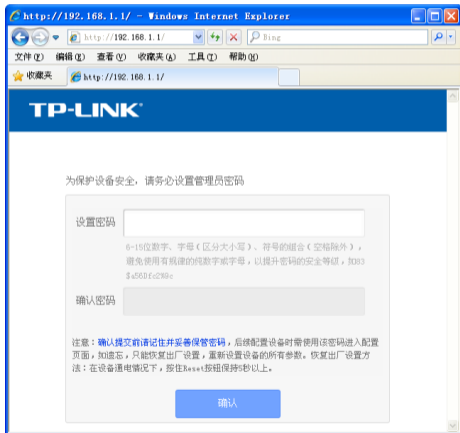 http://192.168.1.1/ - Windows Internet Explorer
http://192.168.1.1/
Bing
文件(F) 编辑(E) 查看(V) 收藏夹(A) 工具(T) 帮助(H)
收藏夹 http://192.168.1.1/
TP-LINK
为保护设备安全，请务必设置管理员密码
设置密码
6-15位数字、字母(区分大小写)、符号的组合(空格除外)，
避免使用有规律的纯数字或字母，以提升密码的安全等级，如83
确认密码
注意：确认提交前请记住并妥善保管密码，后续配置设备时需使用该密码进入配置
页面，如遗忘，只能恢复出厂设置，重新设置设备的所有参数。恢复出厂设置方
法：在设备通电情况下，按住Reset按钮保持5秒以上。
确认